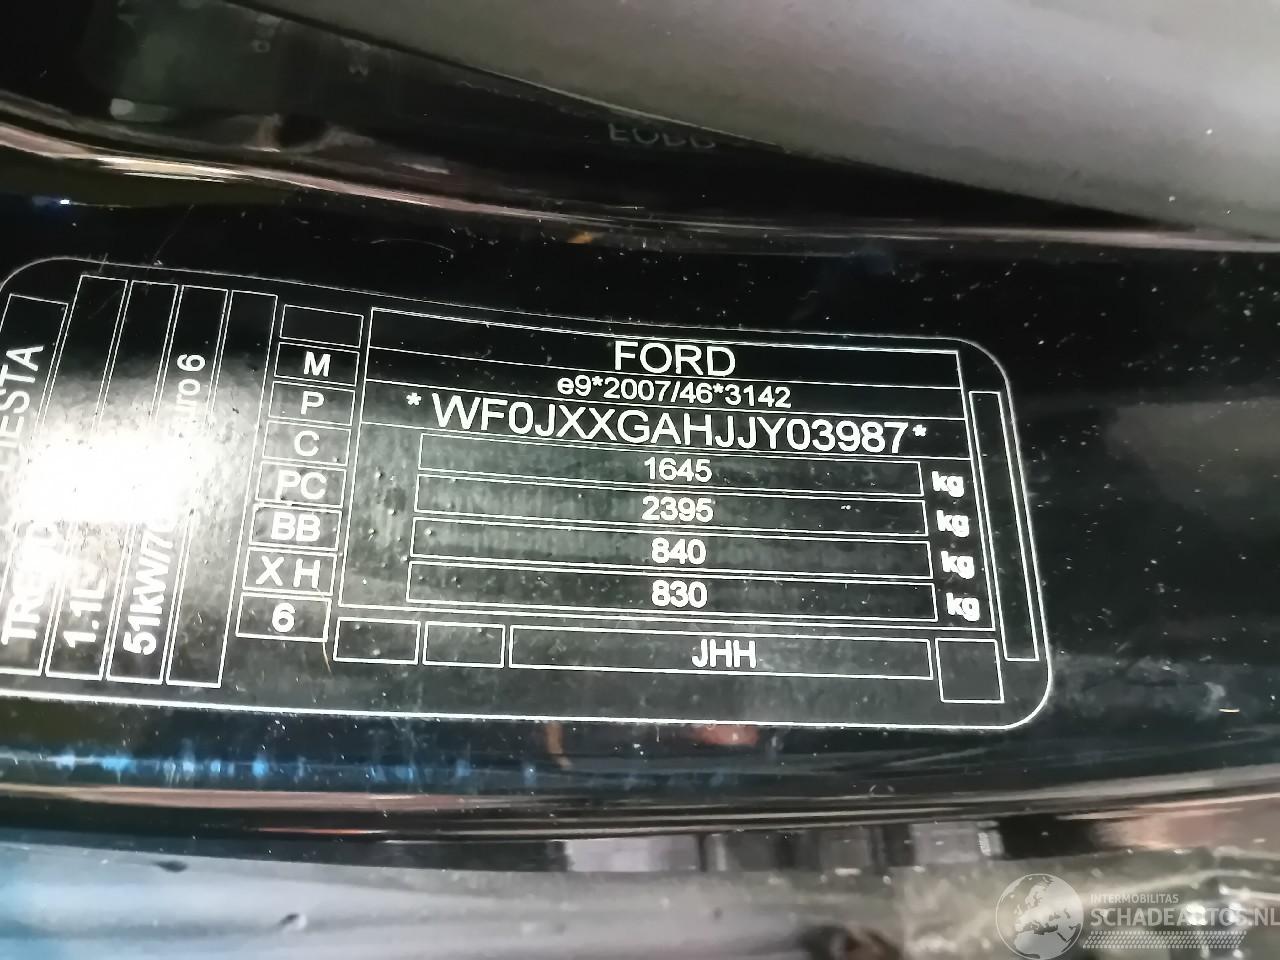 FORD
e9*2007/46*3142
*WF0JXXGAHJJY03987*
1645 kg
2395 kg
840 kg
830 kg
JHH
M
P
C
PC
BB
X H
6
1.1L
Euro 6
INTERMOBILITAS
SCHADEAUTOS.NL